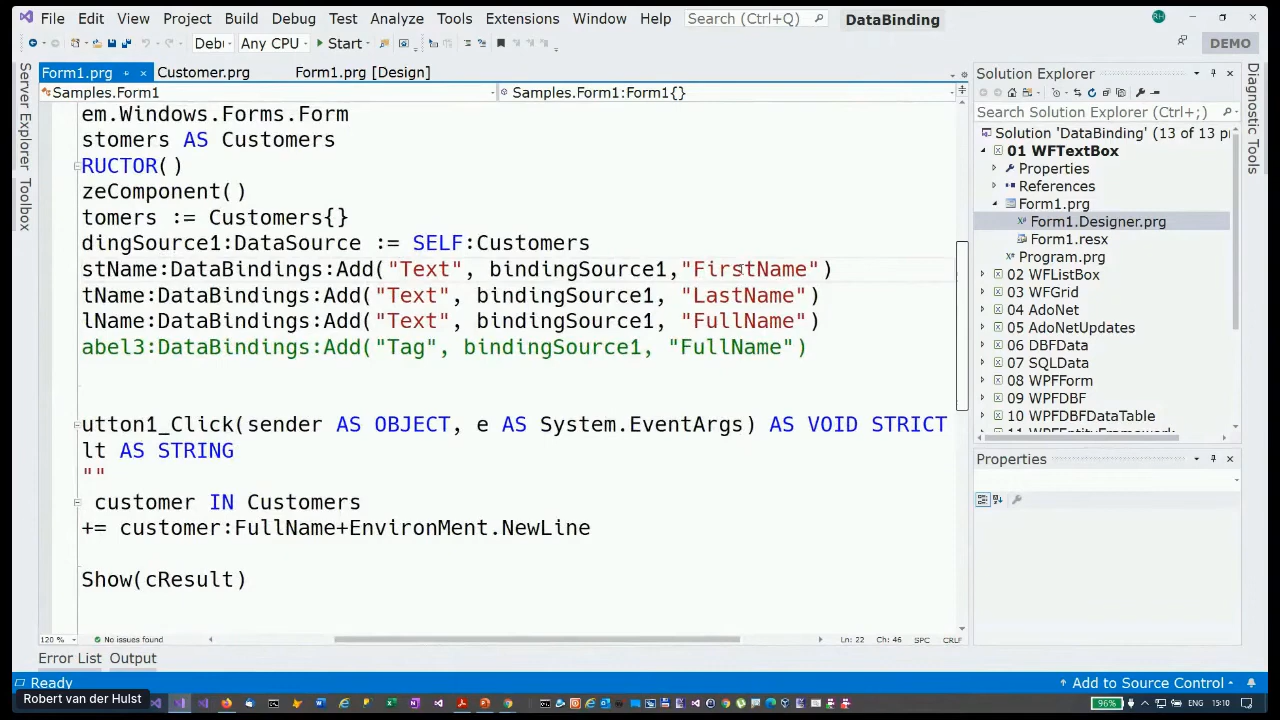 File Edit View Project Build Debug Test Analyze Tools Extensions Window Help Search (Ctrl+Q) DataBinding RH
Debu Any CPU Start DEMO
Form1.prg Customer.prg Form1.prg [Design]
Samples.Form1 Samples.Form1:Form1{}
em.Windows.Forms.Form
stomers AS Customers
RUCTOR()
zeComponent()
tomers := Customers{}
dingSource1:DataSource := SELF:Customers
stName:DataBindings:Add("Text", bindingSource1,"FirstName")
tName:DataBindings:Add("Text", bindingSource1, "LastName")
lName:DataBindings:Add("Text", bindingSource1, "FullName")
abel3:DataBindings:Add("Tag", bindingSource1, "FullName")
utton1_Click(sender AS OBJECT, e AS System.EventArgs) AS VOID STRICT
lt AS STRING
""
customer IN Customers
+= customer:FullName+EnvironMent.NewLine
Show(cResult)
120 % No issues found Ln: 22 Ch: 46 SPC CRLF
Server Explorer
Toolbox
Solution Explorer
Search Solution Explorer (Ctrl+;)
Solution 'DataBinding' (13 of 13 pr
01 WFTextBox
Properties
References
Form1.prg
Form1.Designer.prg
Form1.resx
Program.prg
02 WFListBox
03 WFGrid
04 AdoNet
05 AdoNetUpdates
06 DBFData
07 SQLData
08 WPFForm
09 WPFDBF
10 WPFDBFDataTable
11 WPFEntityFramework
Properties
Diagnostic Tools
Error List Output
Ready Add to Source Control
Robert van der Hulst
96% ENG 15:10